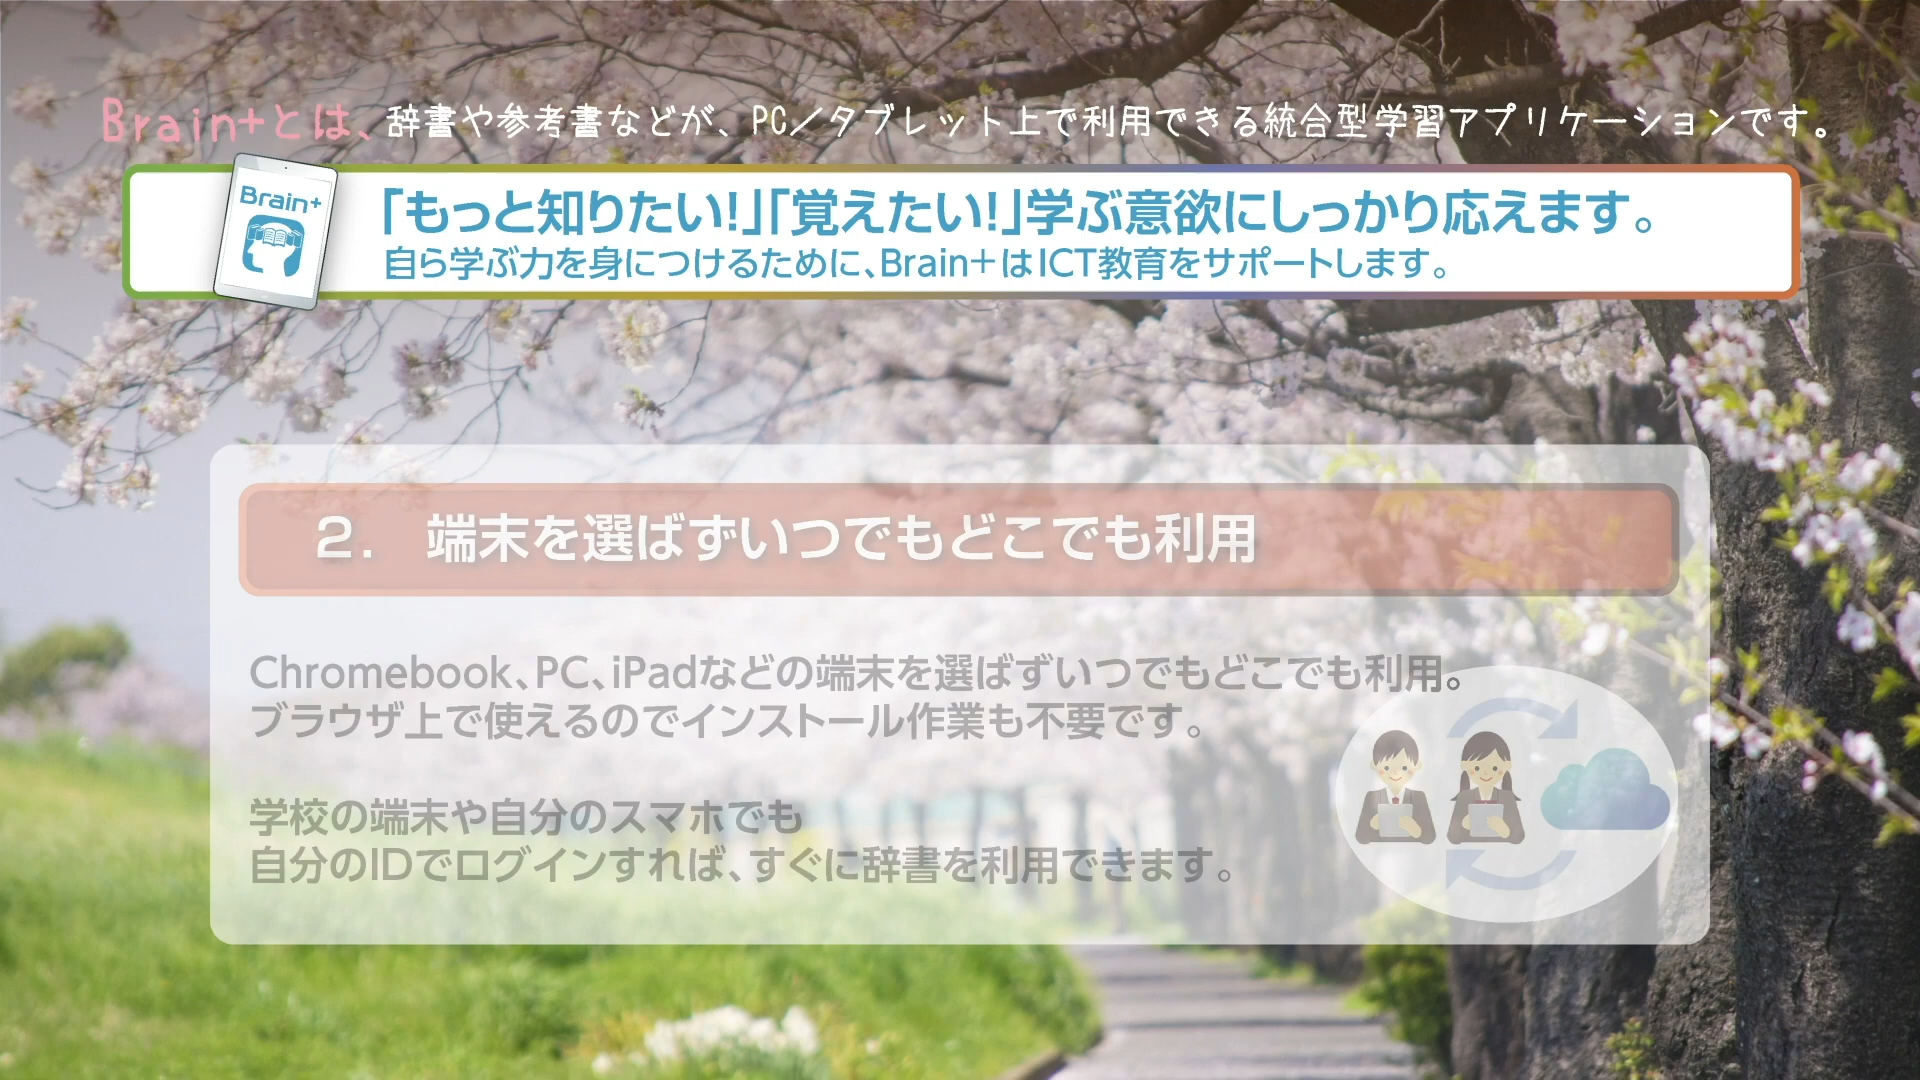 Brain+とは、辞書や参考書などが、PC／タブレット上で利用できる統合型学習アプリケーションです。
Brain+
「もっと知りたい!」「覚えたい!」学ぶ意欲にしっかり応えます。
自ら学ぶ力を身につけるために、Brain+はICT教育をサポートします。
2. 端末を選ばずいつでもどこでも利用
Chromebook、PC、iPadなどの端末を選ばずいつでもどこでも利用。
ブラウザ上で使えるのでインストール作業も不要です。
学校の端末や自分のスマホでも
自分のIDでログインすれば、すぐに辞書を利用できます。